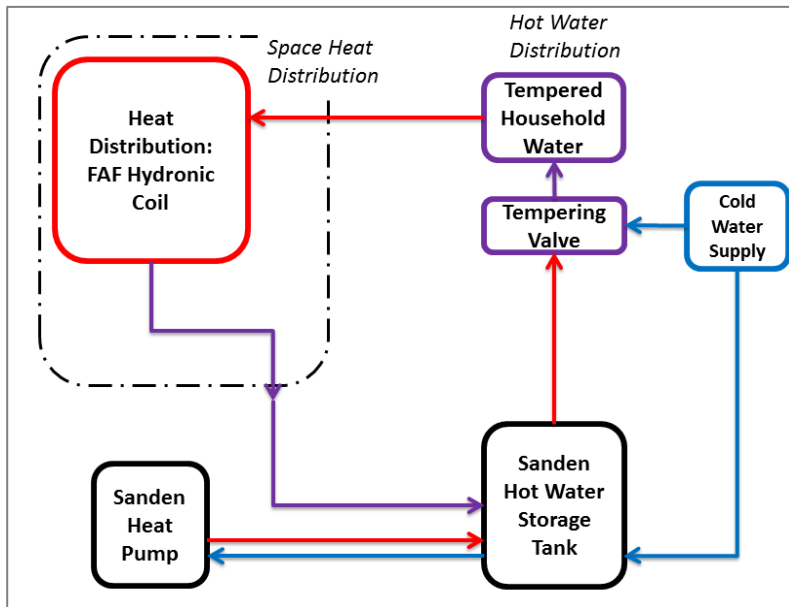 Space Heat
Distribution
Hot Water
Distribution
Heat
Distribution:
FAF Hydronic
Coil
Tempered
Household
Water
Tempering
Valve
Cold
Water
Supply
Sanden
Heat
Pump
Sanden
Hot Water
Storage
Tank